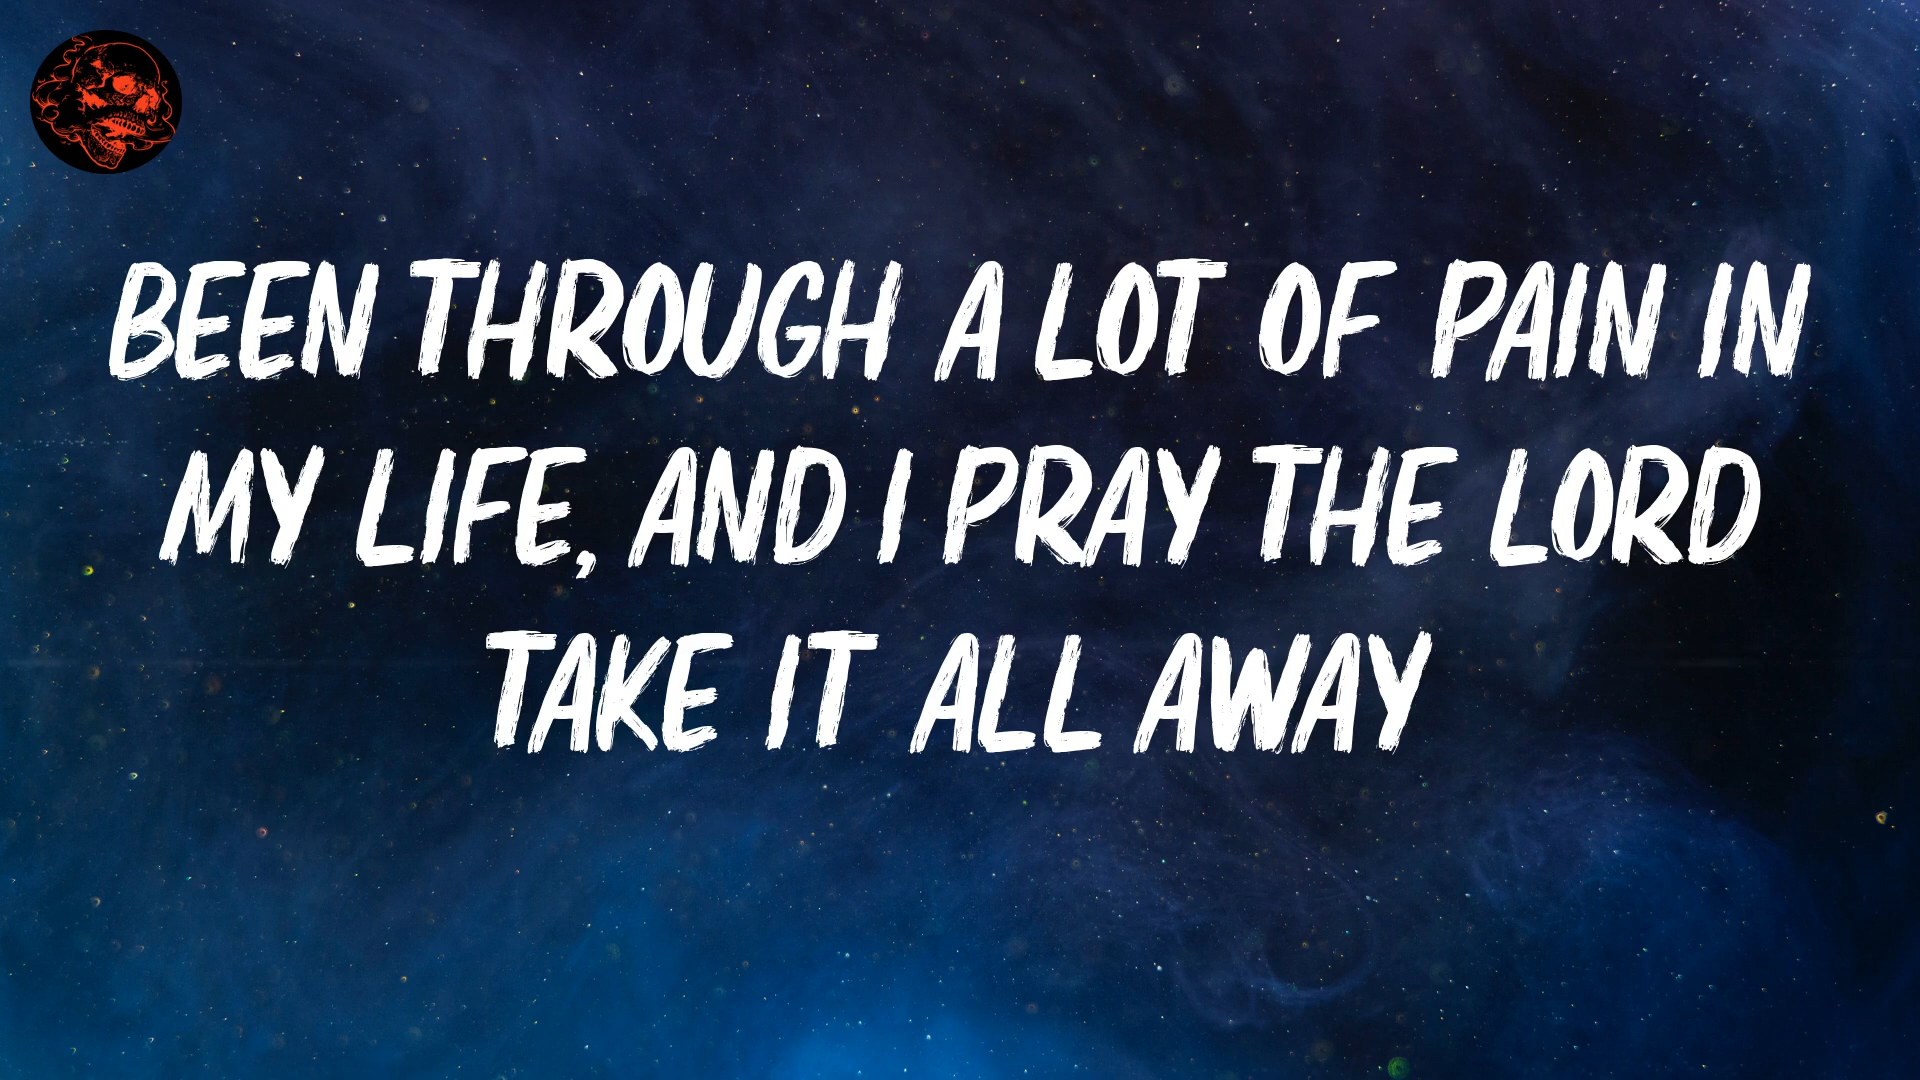 BEEN THROUGH A LOT OF PAIN IN
MY LIFE, AND I PRAY THE LORD
TAKE IT ALL AWAY